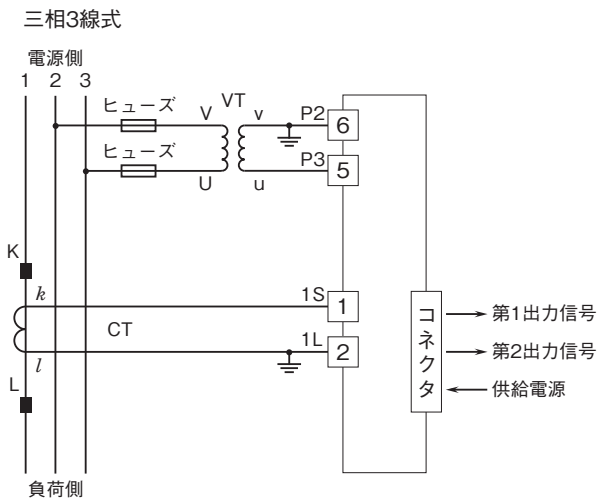 三相3線式
電源側
1 2 3
ヒューズ
VT
V
v
P2
6
ヒューズ
P3
5
U
u
K
k
1S
1
CT
1L
2
l
L
コネクタ
第1出力信号
第2出力信号
供給電源
負荷側